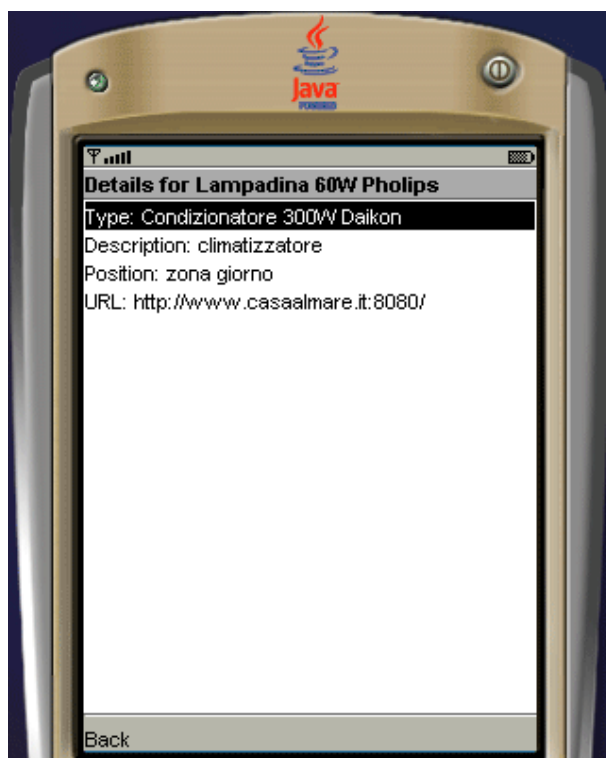 Java
POWERED
Details for Lampadina 60W Pholips
Type: Condizionatore 300W Daikon
Description: climatizzatore
Position: zona giorno
URL: http://www.casaalmare.it:8080/
Back